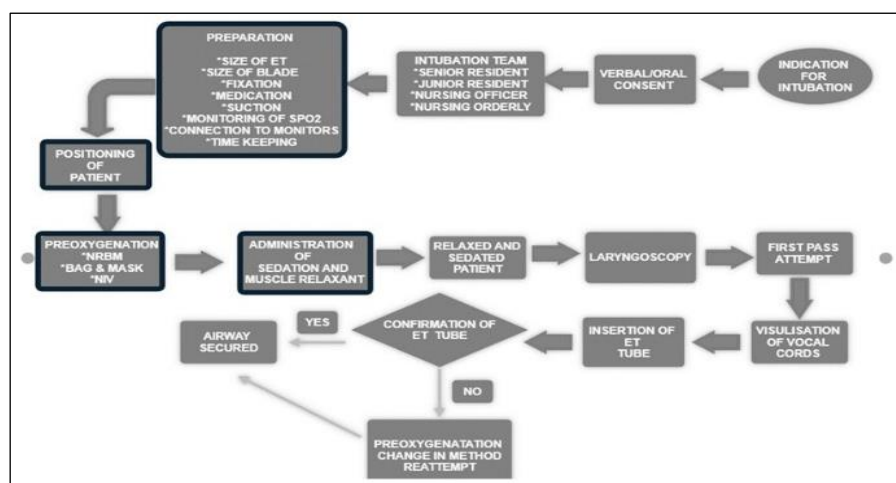 INDICATION
FOR
INTUBATION
VERBAL/ORAL
CONSENT
INTUBATION TEAM
*SENIOR RESIDENT
*JUNIOR RESIDENT
*NURSING OFFICER
*NURSING ORDERLY
PREPARATION
*SIZE OF ET
*SIZE OF BLADE
*FIXATION
*MEDICATION
*SUCTION
*MONITORING OF SPO2
*CONNECTION TO MONITORS
*TIME KEEPING
POSITIONING
OF
PATIENT
PREOXYGENATION
*NRBM
*BAG & MASK
*NIV
ADMINISTRATION
OF
SEDATION AND
MUSCLE RELAXANT
RELAXED AND
SEDATED
PATIENT
LARYNGOSCOPY
FIRST PASS
ATTEMPT
VISULISATION
OF VOCAL
CORDS
INSERTION OF
ET
TUBE
CONFIRMATION OF
ET TUBE
YES
AIRWAY
SECURED
NO
PREOXYGENATATION
CHANGE IN METHOD
REATTEMPT